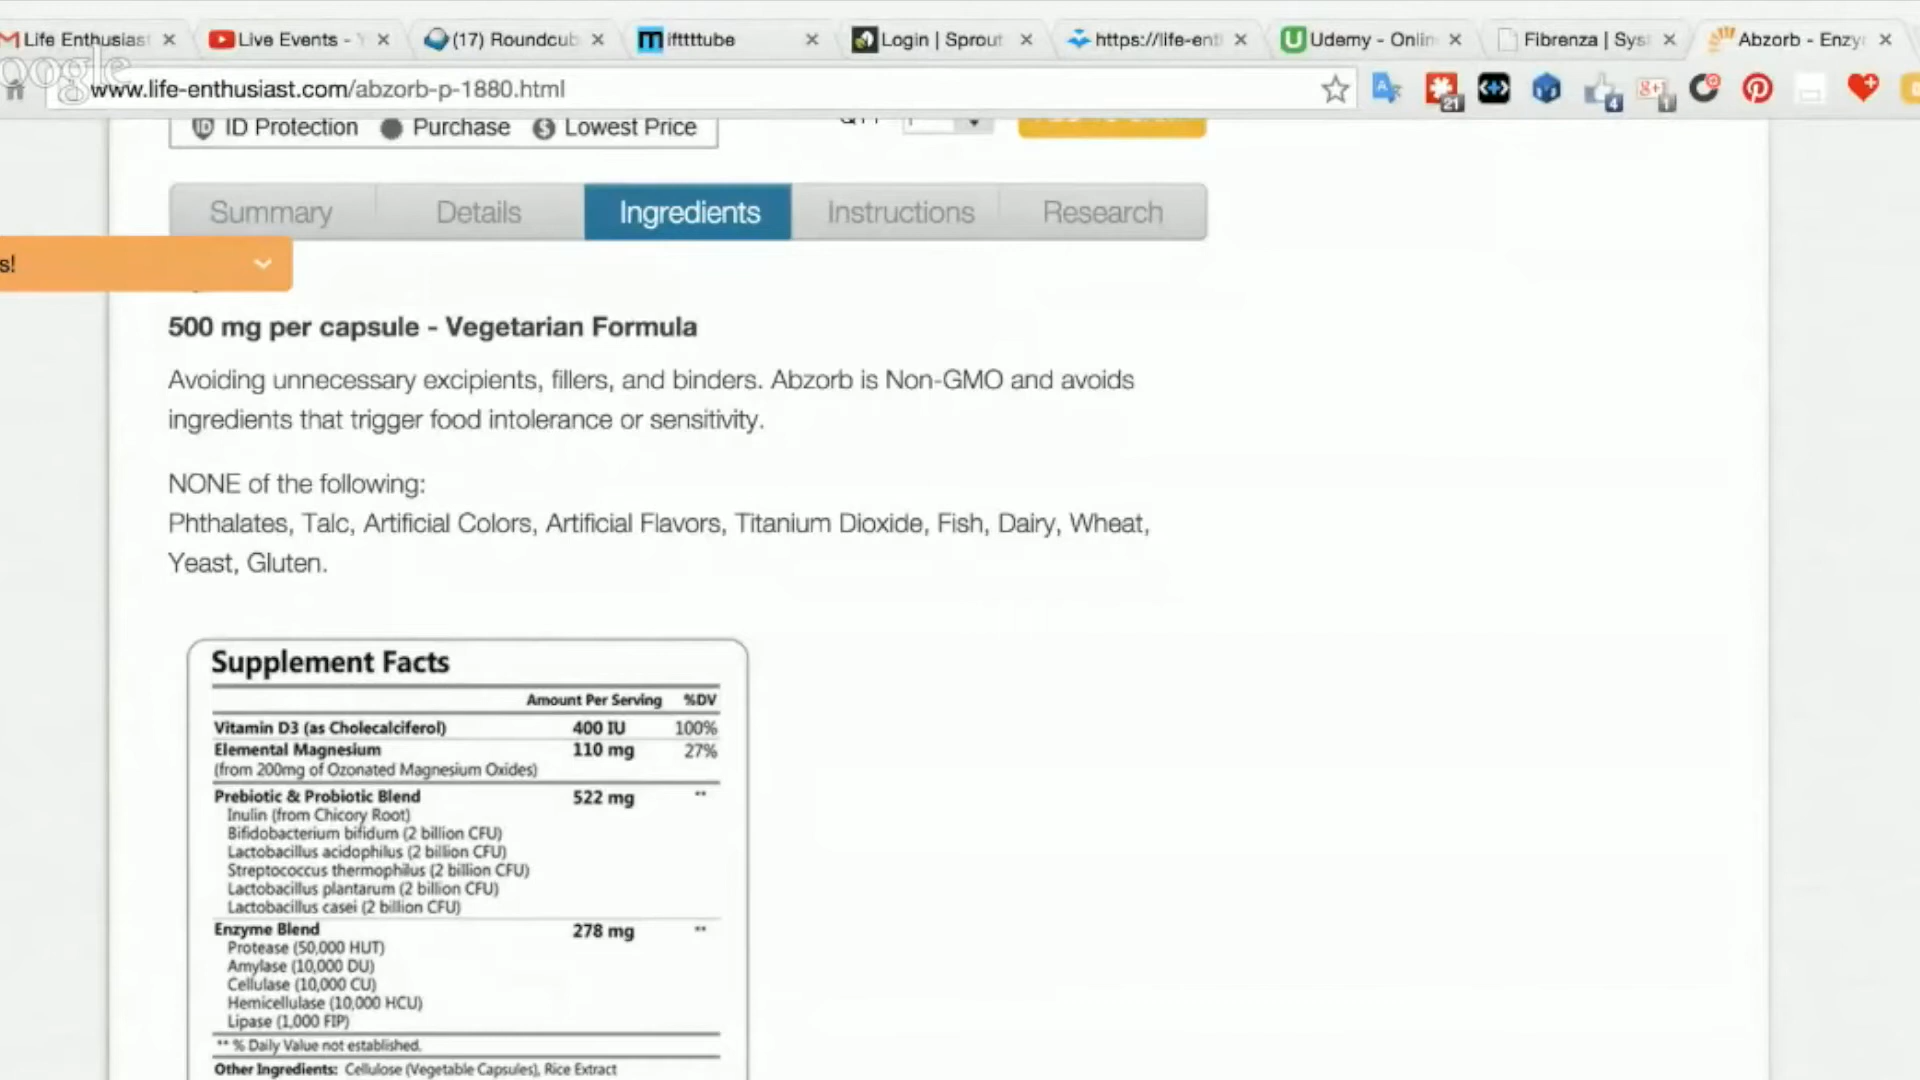 Life Enthusiast
Live Events -
(17) Roundcub
ifttttube
Login | Sprout
https://life-ent
Udemy - Onlin
Fibrenza | Sys
Abzorb - Enzy
www.life-enthusiast.com/abzorb-p-1880.html
21
4
1
ID Protection
Purchase
Lowest Price
Summary
Details
Ingredients
Instructions
Research
s!
500 mg per capsule - Vegetarian Formula
Avoiding unnecessary excipients, fillers, and binders. Abzorb is Non-GMO and avoids
ingredients that trigger food intolerance or sensitivity.
NONE of the following:
Phthalates, Talc, Artificial Colors, Artificial Flavors, Titanium Dioxide, Fish, Dairy, Wheat,
Yeast, Gluten.
Supplement Facts
Amount Per Serving %DV
Vitamin D3 (as Cholecalciferol) 400 IU 100%
Elemental Magnesium 110 mg 27%
(from 200mg of Ozonated Magnesium Oxides)
Prebiotic & Probiotic Blend 522 mg **
Inulin (from Chicory Root)
Bifidobacterium bifidum (2 billion CFU)
Lactobacillus acidophilus (2 billion CFU)
Streptococcus thermophilus (2 billion CFU)
Lactobacillus plantarum (2 billion CFU)
Lactobacillus casei (2 billion CFU)
Enzyme Blend 278 mg **
Protease (50,000 HUT)
Amylase (10,000 DU)
Cellulase (10,000 CU)
Hemicellulase (10,000 HCU)
Lipase (1,000 FIP)
** % Daily Value not established.
Other Ingredients: Cellulose (Vegetable Capsules), Rice Extract